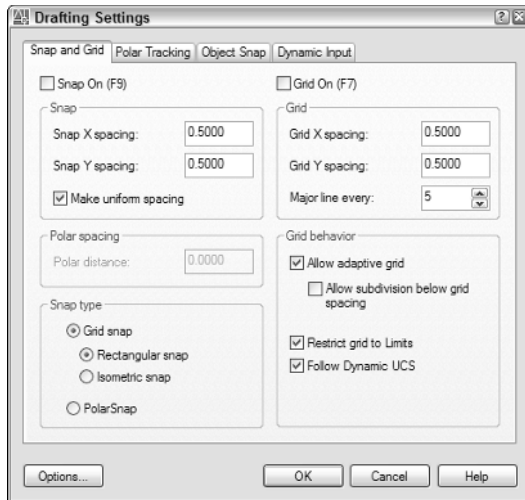 Drafting Settings
Snap and Grid Polar Tracking Object Snap Dynamic Input
Snap On (F9)
Snap
Snap X spacing: 0.5000
Snap Y spacing: 0.5000
Make uniform spacing
Polar spacing
Polar distance: 0.0000
Snap type
Grid snap
Rectangular snap
Isometric snap
PolarSnap
Grid On (F7)
Grid
Grid X spacing: 0.5000
Grid Y spacing: 0.5000
Major line every: 5
Grid behavior
Allow adaptive grid
Allow subdivision below grid
spacing
Restrict grid to Limits
Follow Dynamic UCS
Options... OK Cancel Help